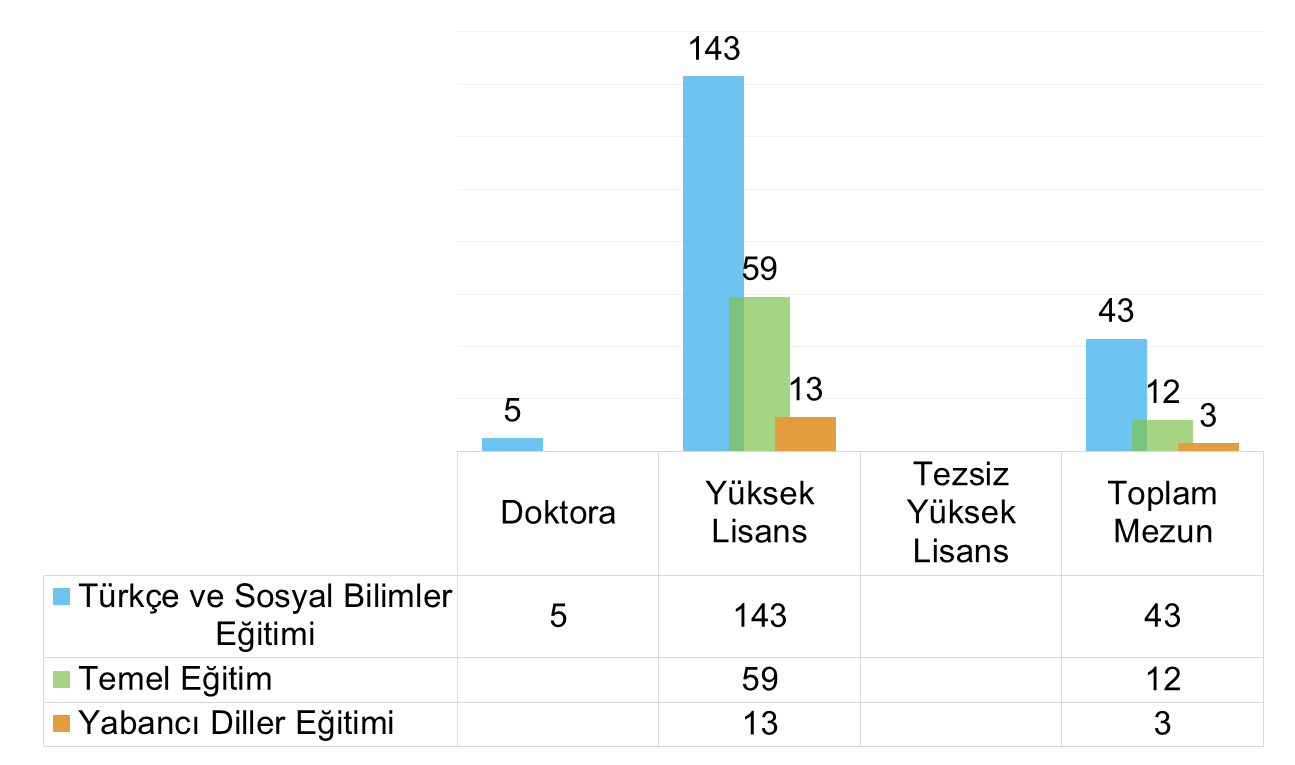 143
59
43
13
12
5
3
Doktora
Yüksek
Lisans
Tezsiz
Yüksek
Lisans
Toplam
Mezun
Türkçe ve Sosyal Bilimler
Eğitimi
5 143 43
Temel Eğitim 59 12
Yabancı Diller Eğitimi 13 3